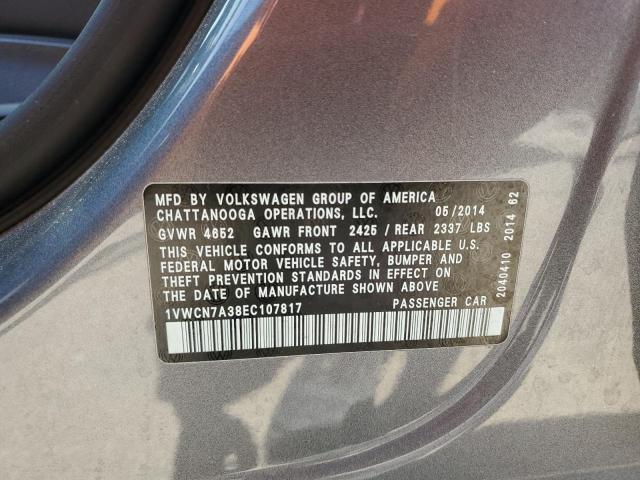 MFD BY VOLKSWAGEN GROUP OF AMERICA
CHATTANOOGA OPERATIONS, LLC. 05/2014
GVWR 4652 GAWR FRONT 2425 / REAR 2337 LBS
THIS VEHICLE CONFORMS TO ALL APPLICABLE U.S.
FEDERAL MOTOR VEHICLE SAFETY, BUMPER AND
THEFT PREVENTION STANDARDS IN EFFECT ON
THE DATE OF MANUFACTURE SHOWN ABOVE
1VWCN7A38EC107817 PASSENGER CAR
2040410 2014 62